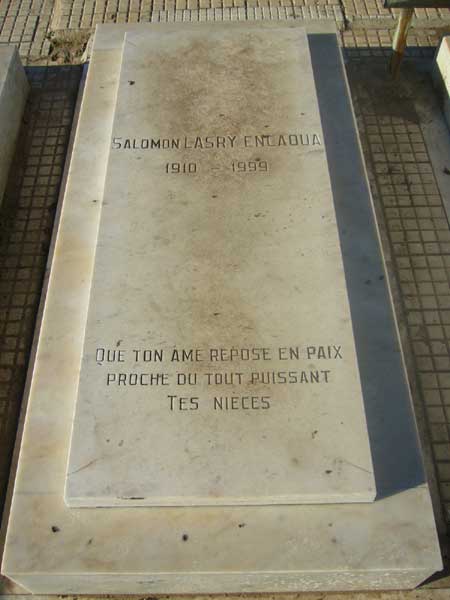 SALOMON LASRY ENCAOUA
1910 - 1999
QUE TON AME REPOSE EN PAIX
PROCHE DU TOUT PUISSANT
TES NIECES